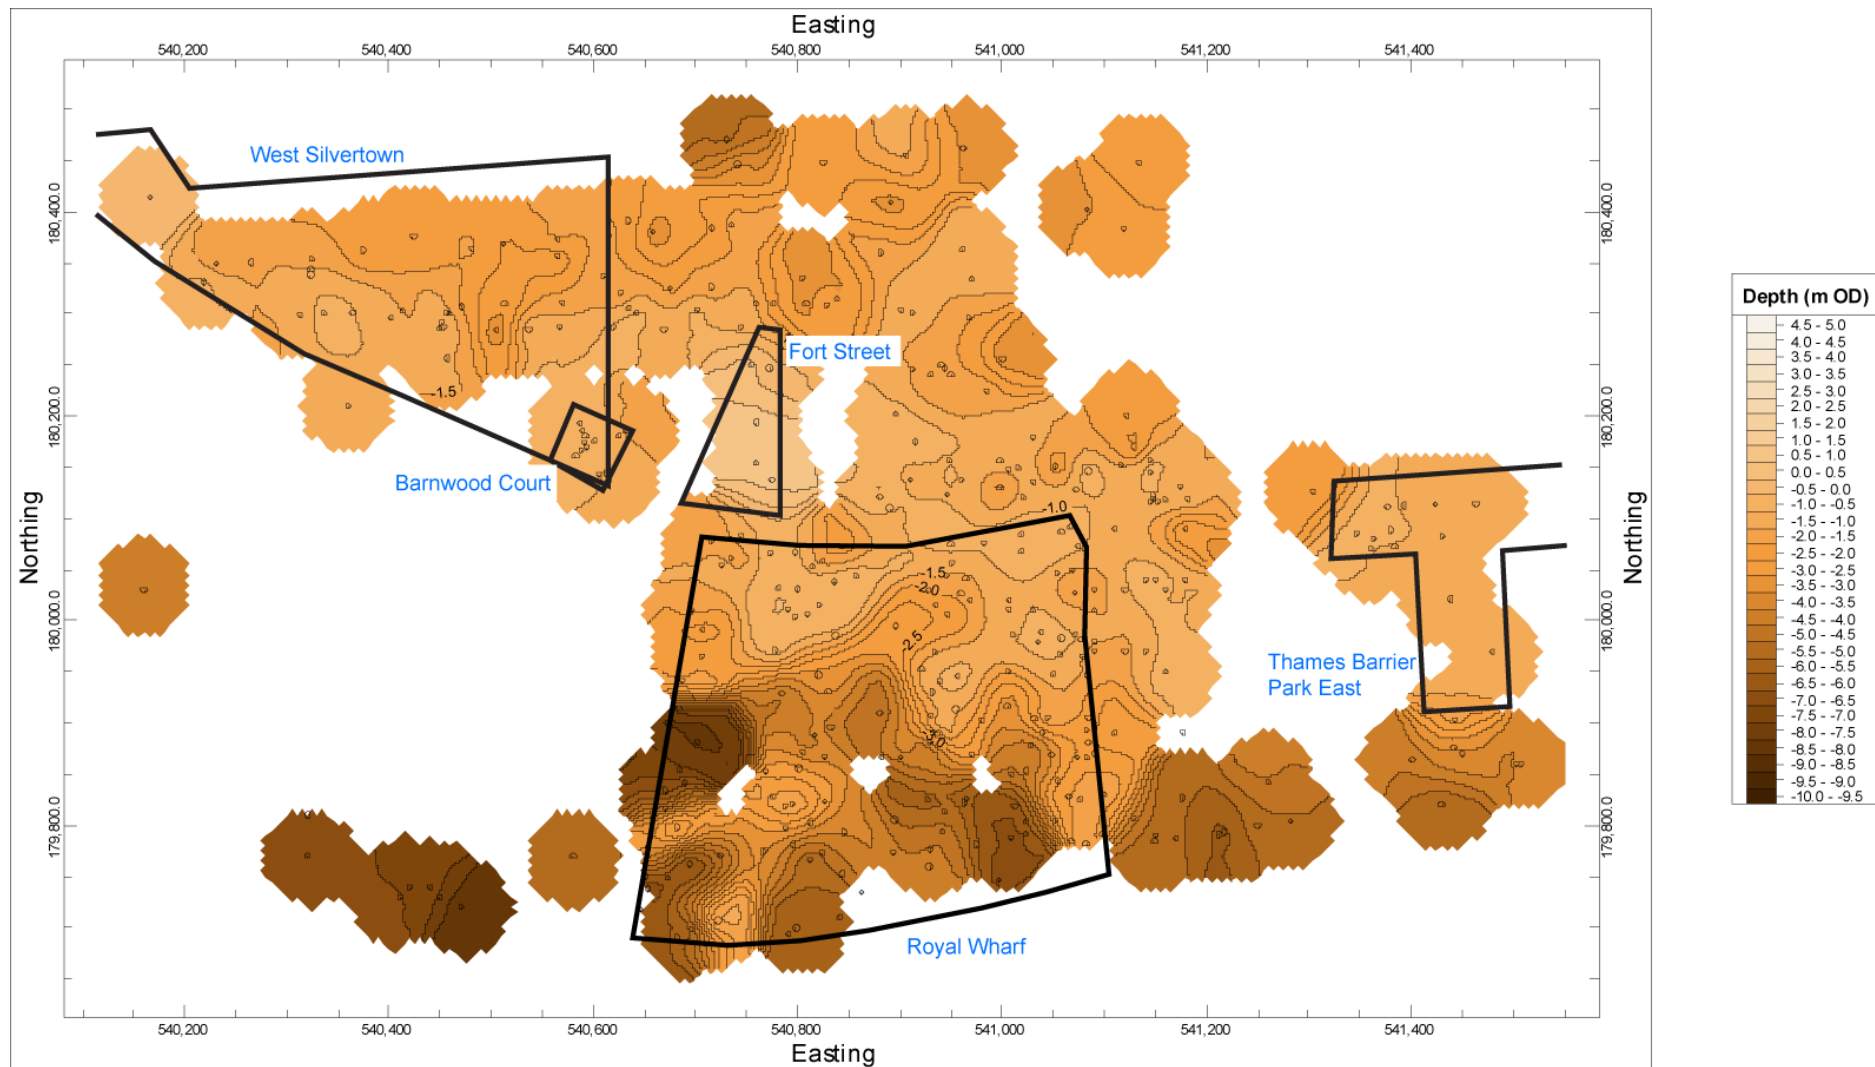 Easting
540,200 540,400 540,600 540,800 541,000 541,200 541,400
West Silvertown
180,400.0
180,400.0
Depth (m OD)
4.5 - 5.0
4.0 - 4.5
3.5 - 4.0
3.0 - 3.5
2.5 - 3.0
2.0 - 2.5
1.5 - 2.0
1.0 - 1.5
0.5 - 1.0
0.0 - 0.5
-0.5 - 0.0
-1.0 - -0.5
-1.5 - -1.0
-2.0 - -1.5
-2.5 - -2.0
-3.0 - -2.5
-3.5 - -3.0
-4.0 - -3.5
-4.5 - -4.0
-5.0 - -4.5
-5.5 - -5.0
-6.0 - -5.5
-6.5 - -6.0
-7.0 - -6.5
-7.5 - -7.0
-8.0 - -7.5
-8.5 - -8.0
-9.0 - -8.5
-9.5 - -9.0
-10.0 - -9.5
Fort Street
-1.5
180,200.0
180,200.0
Barnwood Court
-1.0
Northing
Northing
-1.5
-2.0
180,000.0
180,000.0
-2.5
Thames Barrier
Park East
-3.0
179,800.0
179,800.0
Royal Wharf
540,200 540,400 540,600 540,800 541,000 541,200 541,400
Easting